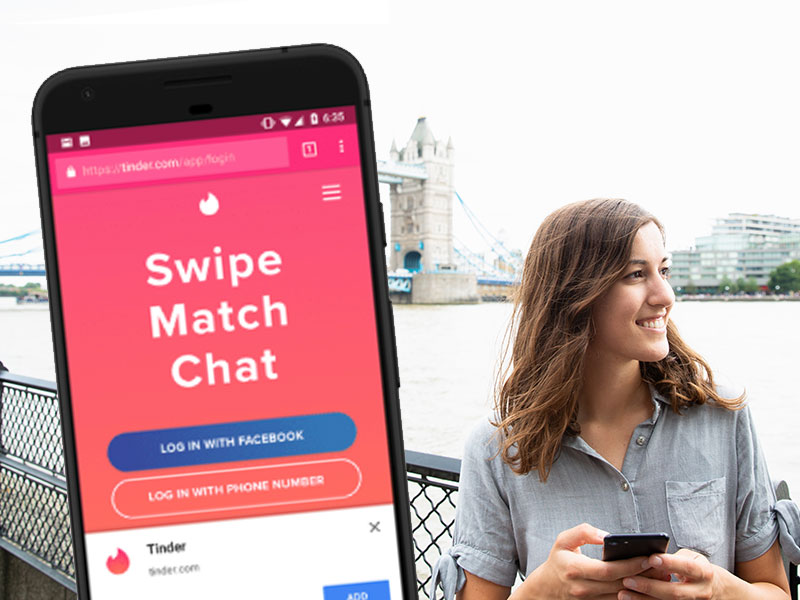 6:35
https://tinder.com/app/login
1
Swipe
Match
Chat
LOG IN WITH FACEBOOK
LOG IN WITH PHONE NUMBER
Tinder
tinder.com
ADD